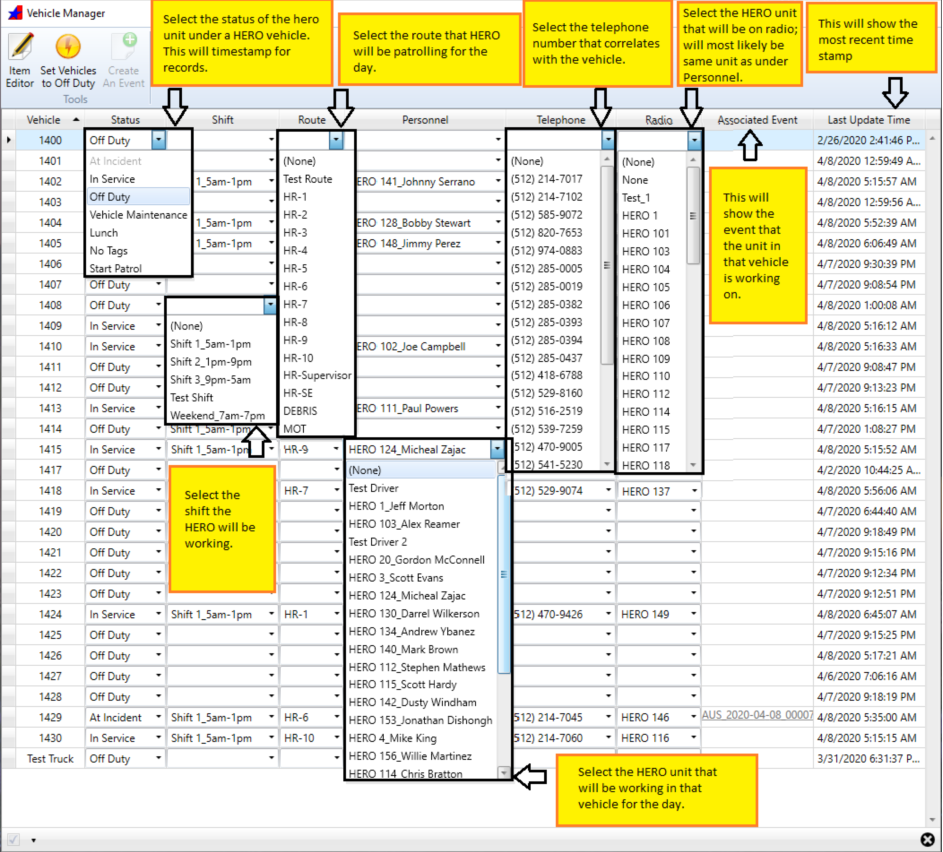 Vehicle Manager
Item Editor
Set Vehicles to Off Duty
Create An Event
Tools
Select the status of the hero
unit under a HERO vehicle.
This will timestamp for
records.
Select the route that HERO
will be patrolling for the
day.
Select the telephone
number that correlates
with the vehicle.
Select the HERO unit
that will be on radio;
will most likely be
same unit as under
Personnel.
This will show the
most recent time
stamp
Vehicle Status Shift Route Personnel Telephone Radio Associated Event Last Update Time
1400 Off Duty 2/26/2020 2:41:46 P...
1401 4/8/2020 12:59:49 A...
1402 1_5am-1pm ERO 141_Johnny Serrano 4/8/2020 5:15:57 AM
1403 4/8/2020 12:59:56 A...
1404 1_5am-1pm ERO 128_Bobby Stewart 4/8/2020 5:52:39 AM
1405 1_5am-1pm ERO 148_Jimmy Perez 4/8/2020 6:06:49 AM
1406 4/7/2020 9:30:39 PM
1407 Off Duty 4/7/2020 9:08:54 PM
1408 Off Duty 4/8/2020 1:00:08 AM
1409 In Service 4/8/2020 5:16:12 AM
1410 In Service ERO 102_Joe Campbell 4/8/2020 5:16:33 AM
1411 Off Duty 4/7/2020 9:08:47 PM
1412 Off Duty 4/7/2020 9:13:23 PM
1413 In Service ERO 111_Paul Powers 4/8/2020 5:16:15 AM
1414 Off Duty Shift 1_5am-1pm 4/7/2020 1:08:27 PM
1415 In Service Shift 1_5am-1pm HR-9 HERO 124_Micheal Zajac 4/8/2020 5:15:52 AM
1417 Off Duty 4/2/2020 10:44:25 A...
1418 In Service HR-7 512) 529-9074 HERO 137 4/8/2020 5:56:06 AM
1419 Off Duty 4/7/2020 6:44:40 AM
1420 Off Duty 4/7/2020 9:18:49 PM
1421 Off Duty 4/7/2020 9:15:16 PM
1422 Off Duty 4/7/2020 9:12:34 PM
1423 Off Duty 4/7/2020 9:12:51 PM
1424 In Service Shift 1_5am-1pm HR-1 512) 470-9426 HERO 149 4/8/2020 6:45:07 AM
1425 Off Duty 4/7/2020 9:15:25 PM
1426 Off Duty 4/8/2020 5:17:21 AM
1427 Off Duty 4/6/2020 7:06:16 AM
1428 Off Duty 4/7/2020 9:18:19 PM
1429 At Incident Shift 1_5am-1pm HR-6 512) 214-7045 HERO 146 AUS_2020-04-08_00007 4/8/2020 5:35:00 AM
1430 In Service Shift 1_5am-1pm HR-10 512) 214-7060 HERO 116 4/8/2020 5:15:15 AM
Test Truck Off Duty 3/31/2020 6:31:37 P...
At Incident
In Service
Off Duty
Vehicle Maintenance
Lunch
No Tags
Start Patrol
(None)
Shift 1_5am-1pm
Shift 2_1pm-9pm
Shift 3_9pm-5am
Test Shift
Weekend_7am-7pm
(None)
Test Route
HR-1
HR-2
HR-3
HR-4
HR-5
HR-6
HR-7
HR-8
HR-9
HR-10
HR-Supervisor
HR-SE
DEBRIS
MOT
(None)
Test Driver
HERO 1_Jeff Morton
HERO 103_Alex Reamer
Test Driver 2
HERO 20_Gordon McConnell
HERO 3_Scott Evans
HERO 124_Micheal Zajac
HERO 130_Darrel Wilkerson
HERO 134_Andrew Ybanez
HERO 140_Mark Brown
HERO 112_Stephen Mathews
HERO 115_Scott Hardy
HERO 142_Dusty Windham
HERO 153_Jonathan Dishongh
HERO 4_Mike King
HERO 156_Willie Martinez
HERO 114_Chris Bratton
(None)
(512) 214-7017
(512) 214-7102
(512) 585-9072
(512) 820-7653
(512) 974-0883
(512) 285-0005
(512) 285-0019
(512) 285-0382
(512) 285-0393
(512) 285-0394
(512) 285-0437
(512) 418-6788
(512) 529-8160
(512) 516-2519
(512) 539-7259
(512) 470-9005
(512) 541-5230
(None)
None
Test_1
HERO 1
HERO 101
HERO 103
HERO 104
HERO 105
HERO 106
HERO 107
HERO 108
HERO 109
HERO 110
HERO 112
HERO 114
HERO 115
HERO 117
HERO 118
This will
show the
event that
the unit in
that vehicle
is working
on.
Select the
shift the
HERO will be
working.
Select the HERO unit that
will be working in that
vehicle for the day.